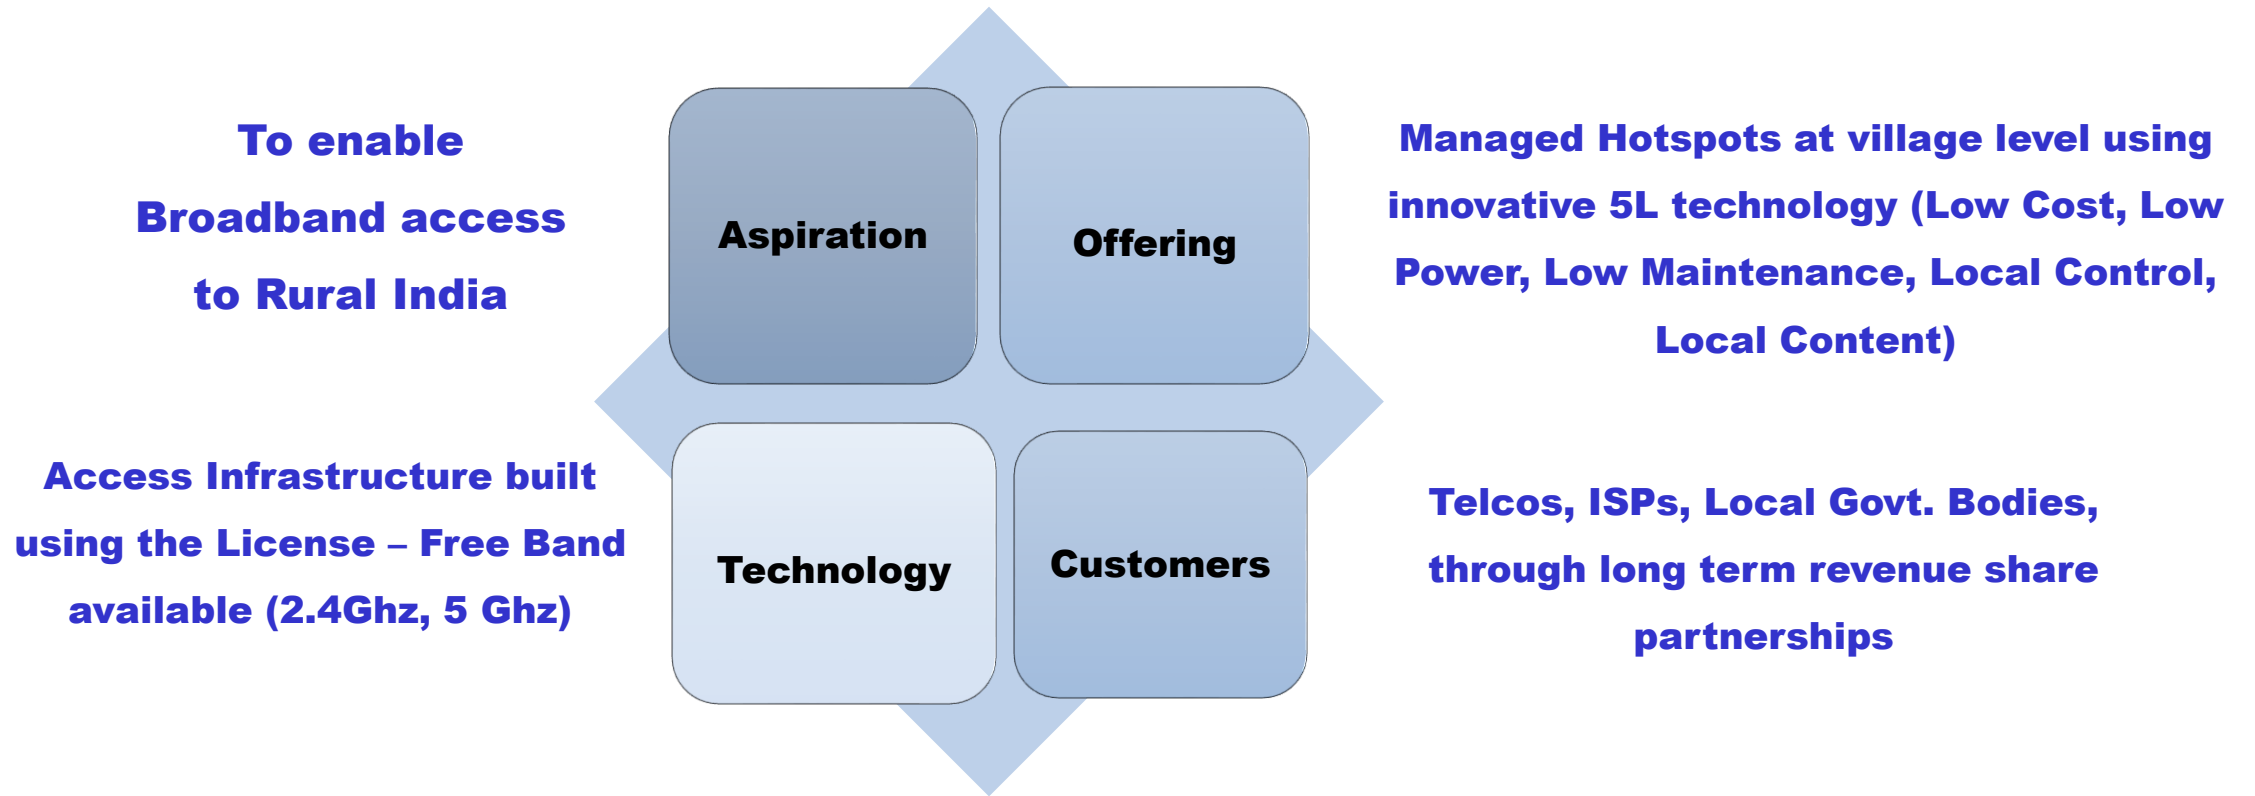 To enable
Broadband access
to Rural India
Aspiration
Offering
Managed Hotspots at village level using
innovative 5L technology (Low Cost, Low
Power, Low Maintenance, Local Control,
Local Content)
Access Infrastructure built
using the License – Free Band
available (2.4Ghz, 5 Ghz)
Technology
Customers
Telcos, ISPs, Local Govt. Bodies,
through long term revenue share
partnerships